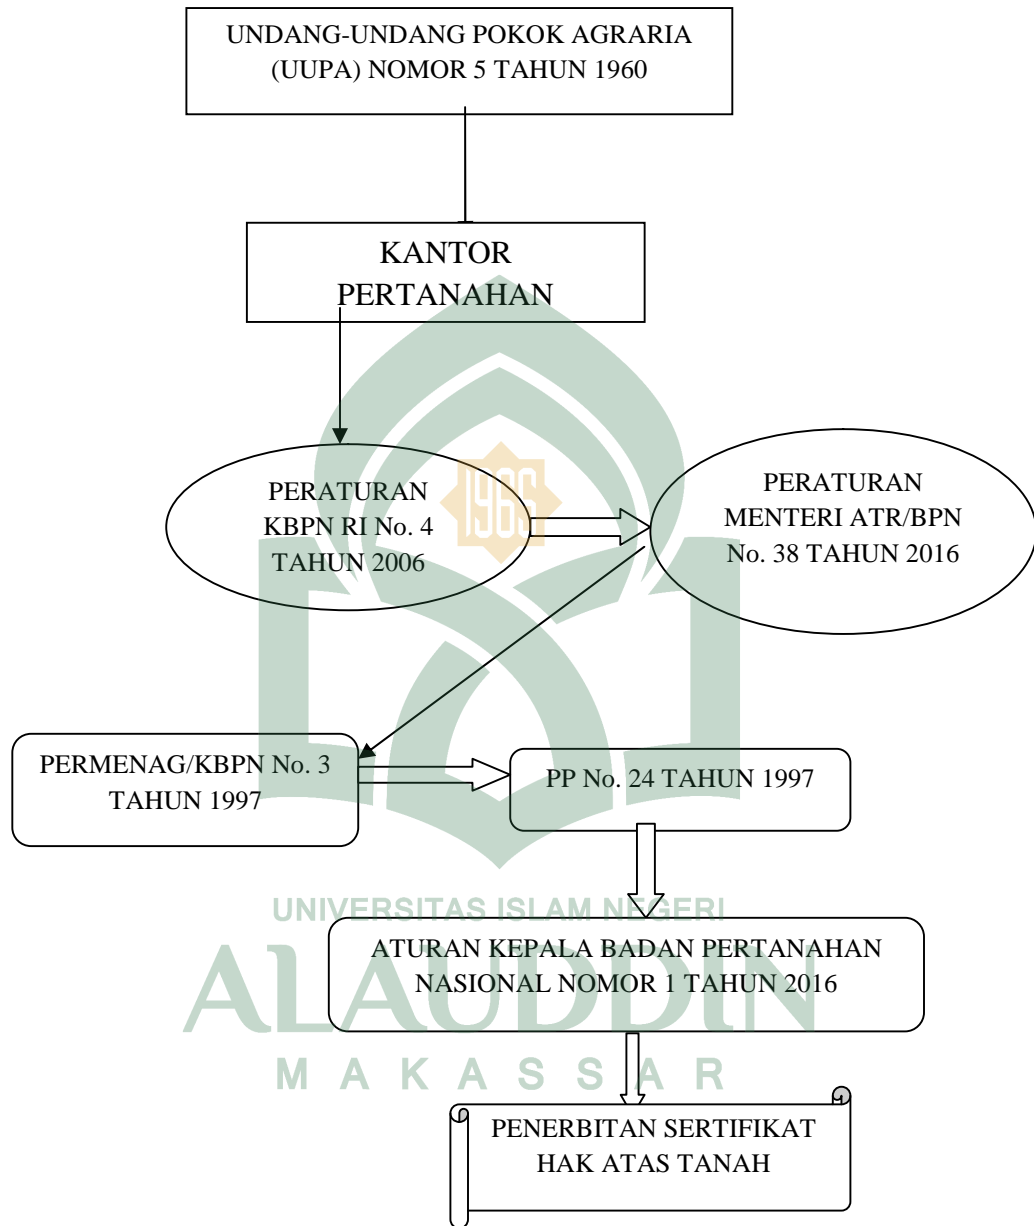 UNDANG-UNDANG POKOK AGRARIA
(UUPA) NOMOR 5 TAHUN 1960
KANTOR
PERTANAHAN
PERATURAN
KBPN RI No. 4
TAHUN 2006
PERATURAN
MENTERI ATR/BPN
No. 38 TAHUN 2016
1965
PERMENAG/KBPN No. 3
TAHUN 1997
PP No. 24 TAHUN 1997
UNIVERSITAS ISLAM NEGERI
ATURAN KEPALA BADAN PERTANAHAN
NASIONAL NOMOR 1 TAHUN 2016
ALAUDDIN
MAKASSAR
PENERBITAN SERTIFIKAT
HAK ATAS TANAH